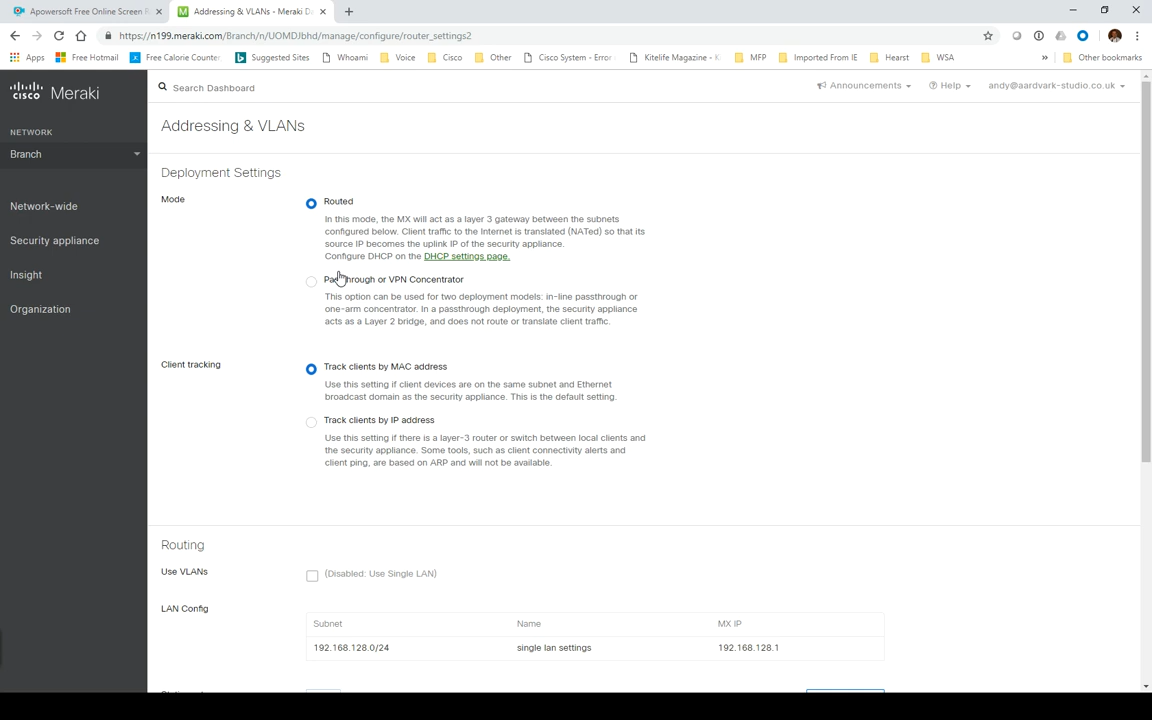 Apowersoft Free Online Screen R
Addressing & VLANs - Meraki Da
https://n199.meraki.com/Branch/n/UOMDJbhd/manage/configure/router_settings2
Apps
Free Hotmail
Free Calorie Counter
Suggested Sites
Whoami
Voice
Cisco
Other
Cisco System - Error
Kitelife Magazine - Ki
MFP
Imported From IE
Hearst
WSA
»
Other bookmarks
cisco Meraki
Search Dashboard
Announcements
Help
andy@aardvark-studio.co.uk
NETWORK
Branch
Network-wide
Security appliance
Insight
Organization
Addressing & VLANs
Deployment Settings
Mode
Routed
In this mode, the MX will act as a layer 3 gateway between the subnets
configured below. Client traffic to the Internet is translated (NATed) so that its
source IP becomes the uplink IP of the security appliance.
Configure DHCP on the DHCP settings page.
Passthrough or VPN Concentrator
This option can be used for two deployment models: in-line passthrough or
one-arm concentrator. In a passthrough deployment, the security appliance
acts as a Layer 2 bridge, and does not route or translate client traffic.
Client tracking
Track clients by MAC address
Use this setting if client devices are on the same subnet and Ethernet
broadcast domain as the security appliance. This is the default setting.
Track clients by IP address
Use this setting if there is a layer-3 router or switch between local clients and
the security appliance. Some tools, such as client connectivity alerts and
client ping, are based on ARP and will not be available.
Routing
Use VLANs
(Disabled: Use Single LAN)
LAN Config
Subnet Name MX IP
192.168.128.0/24 single lan settings 192.168.128.1